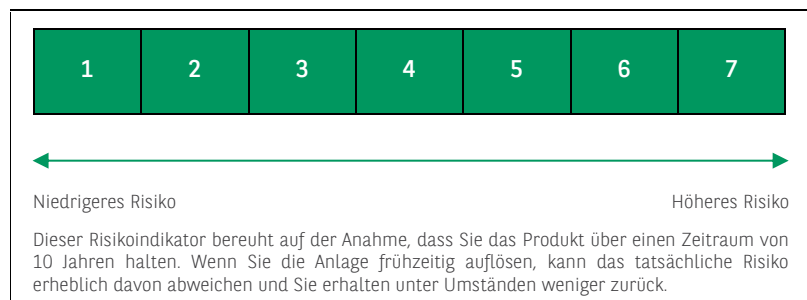 1 2 3 4 5 6 7
Niedrigeres Risiko Höheres Risiko
Dieser Risikoindikator bereuht auf der Anahme, dass Sie das Produkt über einen Zeitraum von
10 Jahren halten. Wenn Sie die Anlage frühzeitig auflösen, kann das tatsächliche Risiko
erheblich davon abweichen und Sie erhalten unter Umständen weniger zurück.